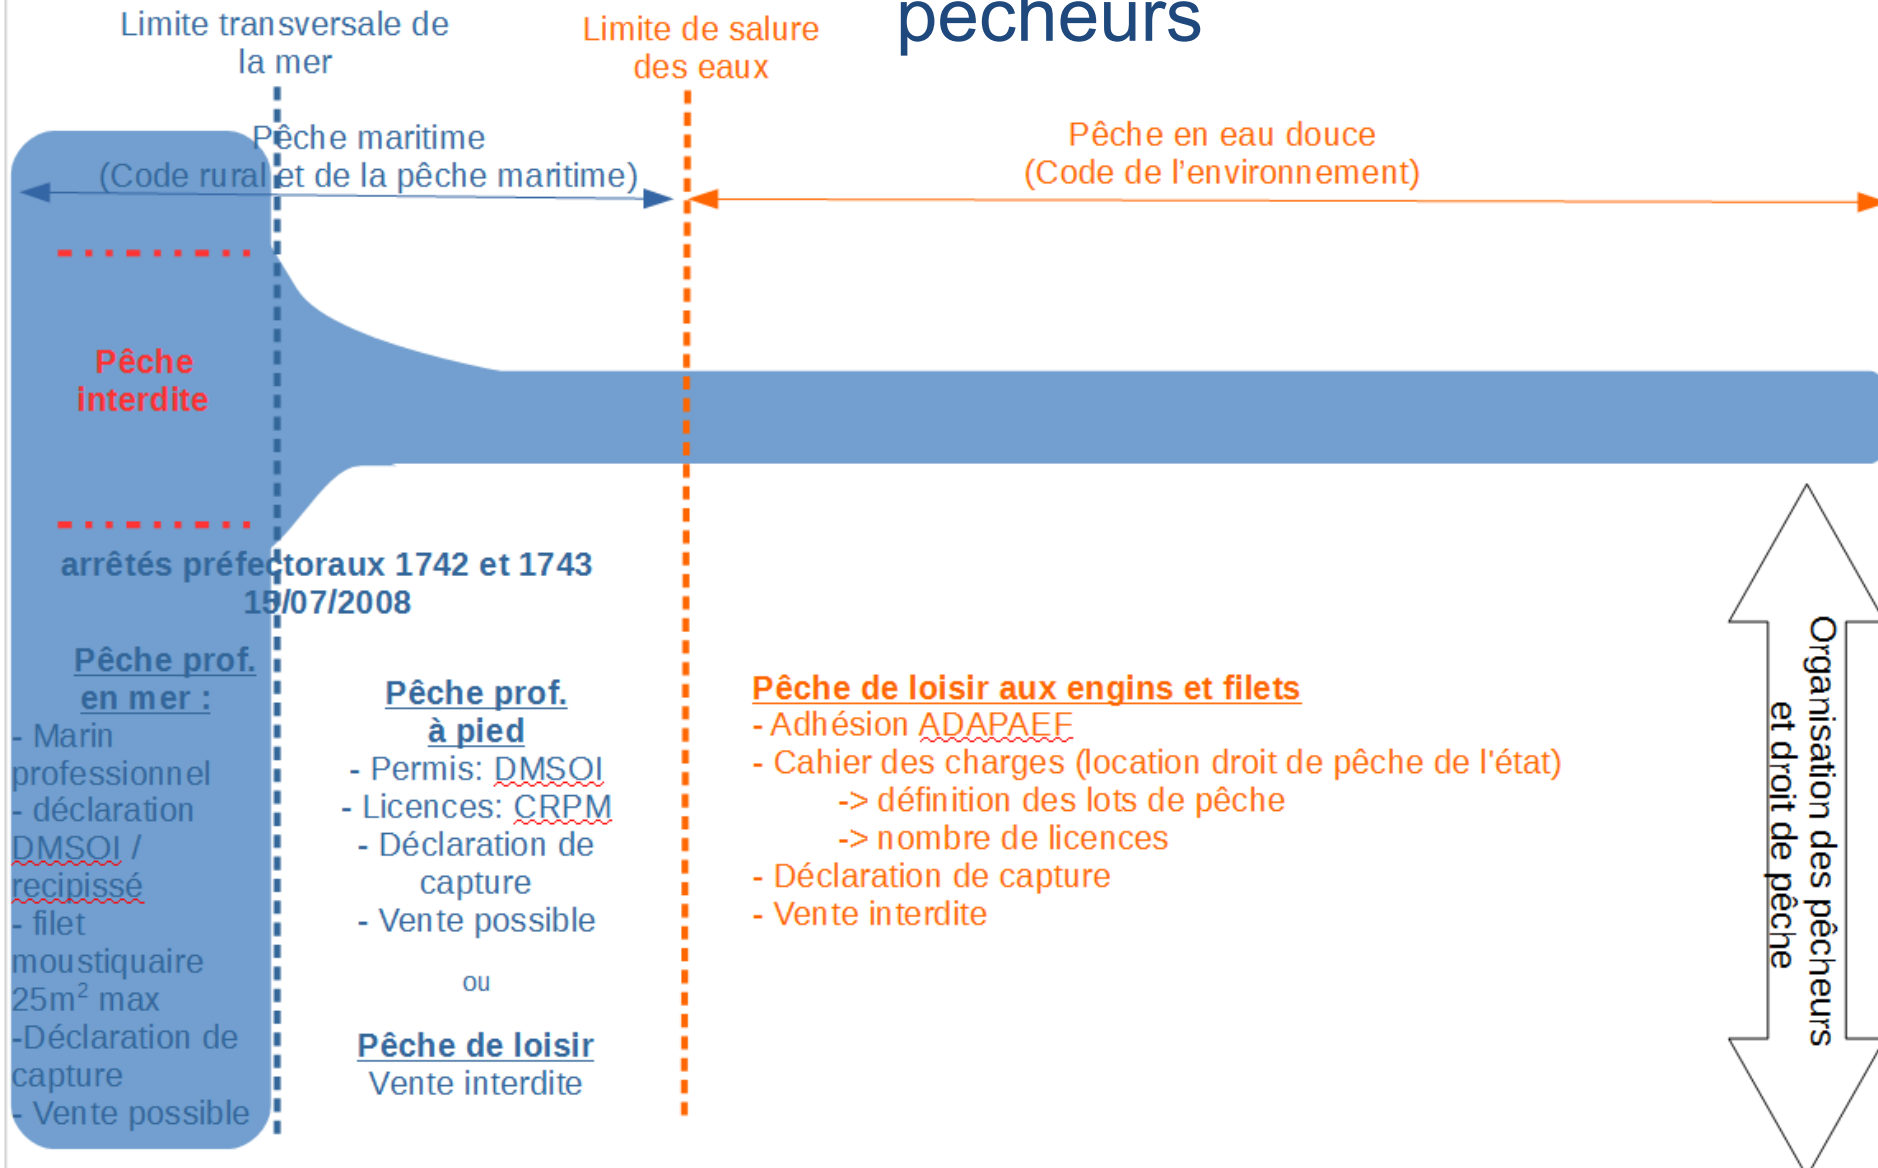 pêcheurs
Limite transversale de
la mer
Limite de salure
des eaux
Pêche maritime
(Code rural et de la pêche maritime)
Pêche en eau douce
(Code de l’environnement)
Pêche
interdite
arrêtés préfectoraux 1742 et 1743
15/07/2008
Pêche prof.
en mer :
- Marin
professionnel
- déclaration
DMSOI /
recipissé
- filet
moustiquaire
25m² max
-Déclaration de
capture
- Vente possible
Pêche prof.
à pied
- Permis: DMSOI
- Licences: CRPM
- Déclaration de
capture
- Vente possible
ou
Pêche de loisir
Vente interdite
Pêche de loisir aux engins et filets
- Adhésion ADAPAEF
- Cahier des charges (location droit de pêche de l'état)
-> définition des lots de pêche
-> nombre de licences
- Déclaration de capture
- Vente interdite
Organisation des pêcheurs
et droit de pêche